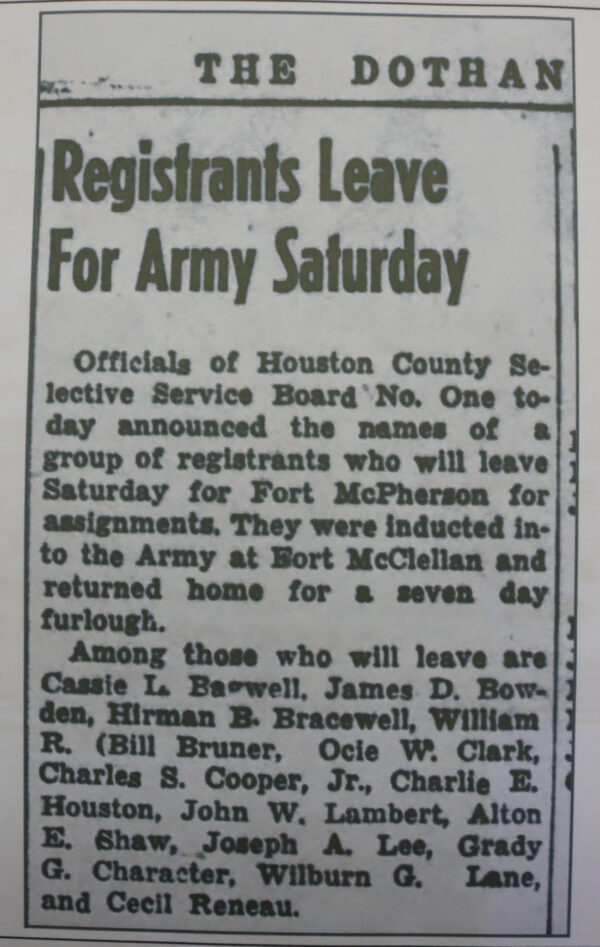 THE DOTHAN
Registrants Leave
For Army Saturday
Officials of Houston County Se-
lective Service Board No. One to-
day announced the names of a
group of registrants who will leave
Saturday for Fort McPherson for
assignments. They were inducted in-
to the Army at Fort McClellan and
returned home for a seven day
furlough.
Among those who will leave are
Cassie L. James D. Bow-
den, Hirman B. Bracewell, William
R. (Bill Bruner, Ocie W. Clark,
Charles S. Cooper, Jr., Charlie E.
Houston, John W. Lambert, Alton
E. Shaw, Joseph A. Lee, Grady
G. Character, Wilburn G. Lane,
and Cecil Reneau.